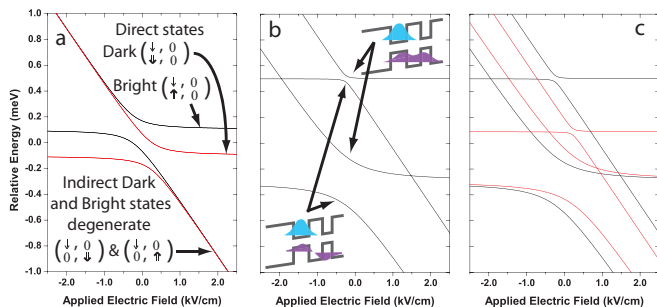 a
Direct states
Dark (↓, 0
⇓, 0)
Bright (↓, 0
⇑, 0)
Indirect Dark
and Bright states
degenerate
(↓, 0
0, ⇓) & (↓, 0
0, ⇑)
Relative Energy (meV)
1.0
0.8
0.6
0.4
0.2
0.0
-0.2
-0.4
-0.6
-0.8
-1.0
-2.0 -1.0 0.0 1.0 2.0
Applied Electric Field (kV/cm)
b
-2.0 -1.0 0.0 1.0 2.0
Applied Electric Field (kV/cm)
c
-2.0 -1.0 0.0 1.0 2.0
Applied Electric Field (kV/cm)